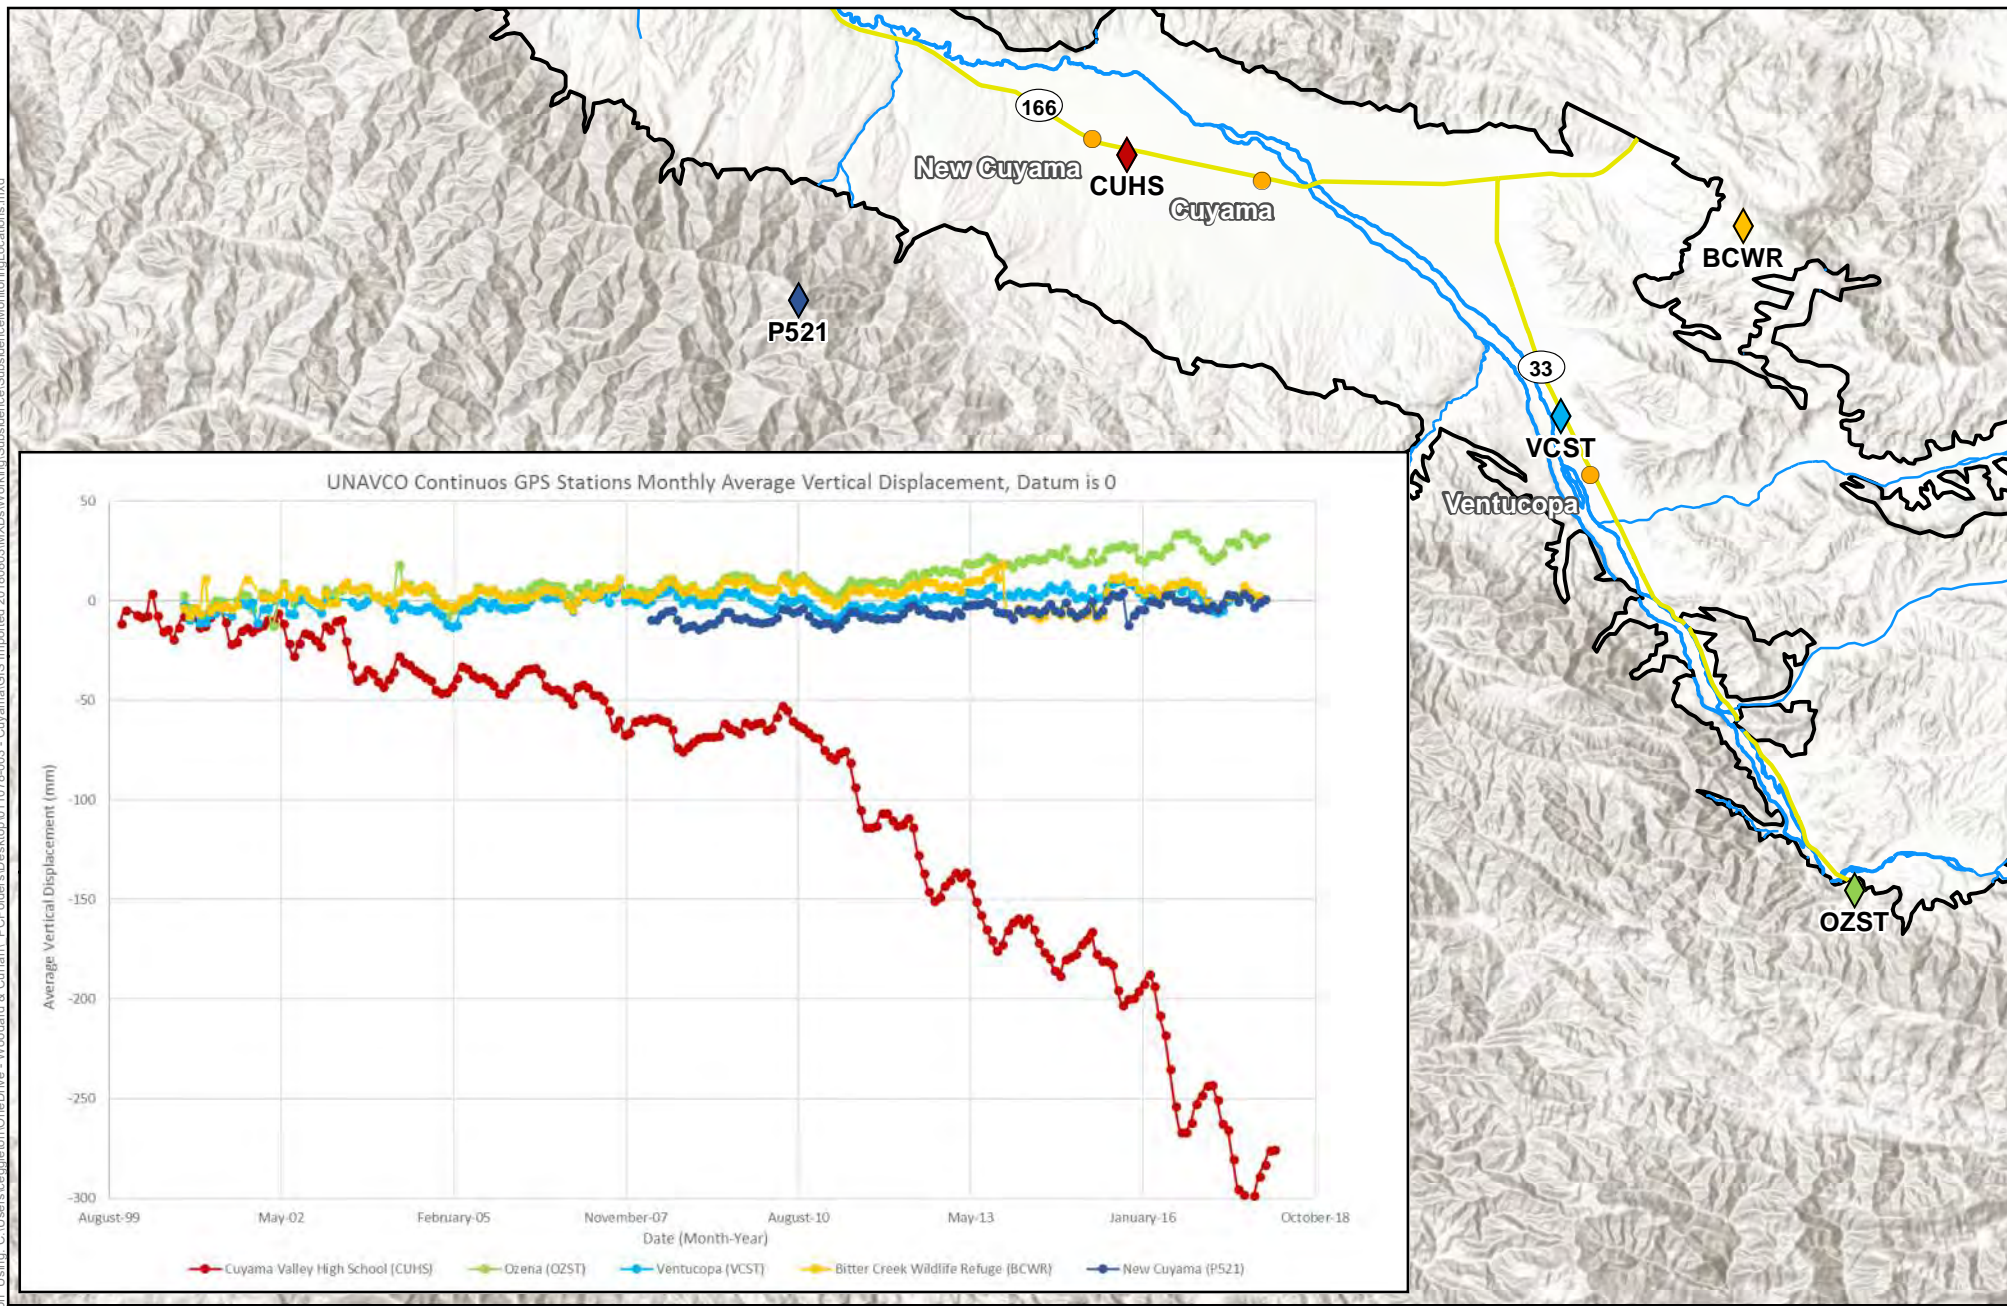 166
New Cuyama
CUHS
Cuyama
BCWR
P521
33
VCST
Ventucopa
OZST
UNAVCO Continuos GPS Stations Monthly Average Vertical Displacement, Datum is 0
50
0
-50
-100
-150
-200
-250
-300
Average Vertical Displacement (mm)
August-99 May-02 February-05 November-07 August-10 May-13 January-16 October-18
Date (Month-Year)
Cuyama Valley High School (CUHS) Ozena (OZST) Ventucopa (VCST) Bitter Creek Wildlife Refuge (BCWR) New Cuyama (P521)